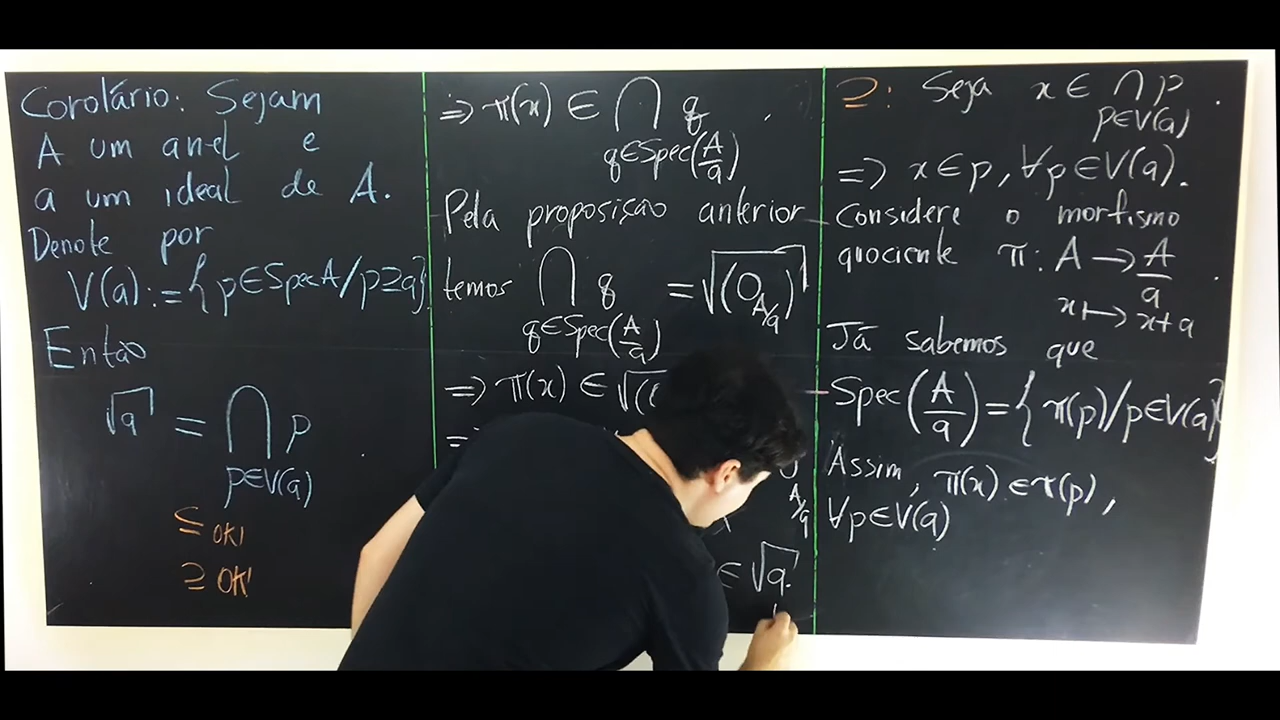 Corolário: Sejam
A um anel e
a um ideal de A.
Denote por
V(a):={p∈SpecA/p⊇a}
Então
√a = ⋂ p
p∈V(a)
⊆ OK!
⊇ OK!
=> π(x) ∈ ⋂ q
q∈Spec(A/a)
Pela proposição anterior
temos ⋂ q = √(0_{A/a})
q∈Spec(A/a)
=> π(x) ∈ √(
=>
A/a
∈ √a.
⊇: Seja x∈ ⋂ p .
p∈V(a)
=> x∈p, ∀p∈V(a).
Considere o morfismo
quociente π: A → A/a .
x ↦ x+a
Já sabemos que
Spec(A/a)={π(p)/p∈V(a)}
Assim, π(x)∈π(p),
∀p∈V(a)